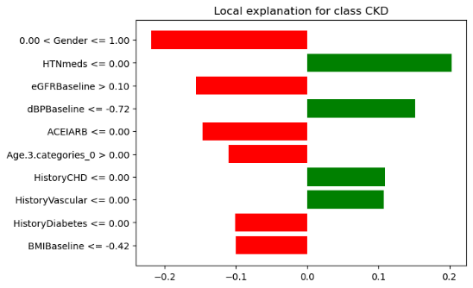 Local explanation for class CKD
0.00 < Gender <= 1.00
HTNmeds <= 0.00
eGFRBaseline > 0.10
dBPBaseline <= -0.72
ACEIARB <= 0.00
Age.3.categories_0 > 0.00
HistoryCHD <= 0.00
HistoryVascular <= 0.00
HistoryDiabetes <= 0.00
BMIBaseline <= -0.42
−0.2 −0.1 0.0 0.1 0.2